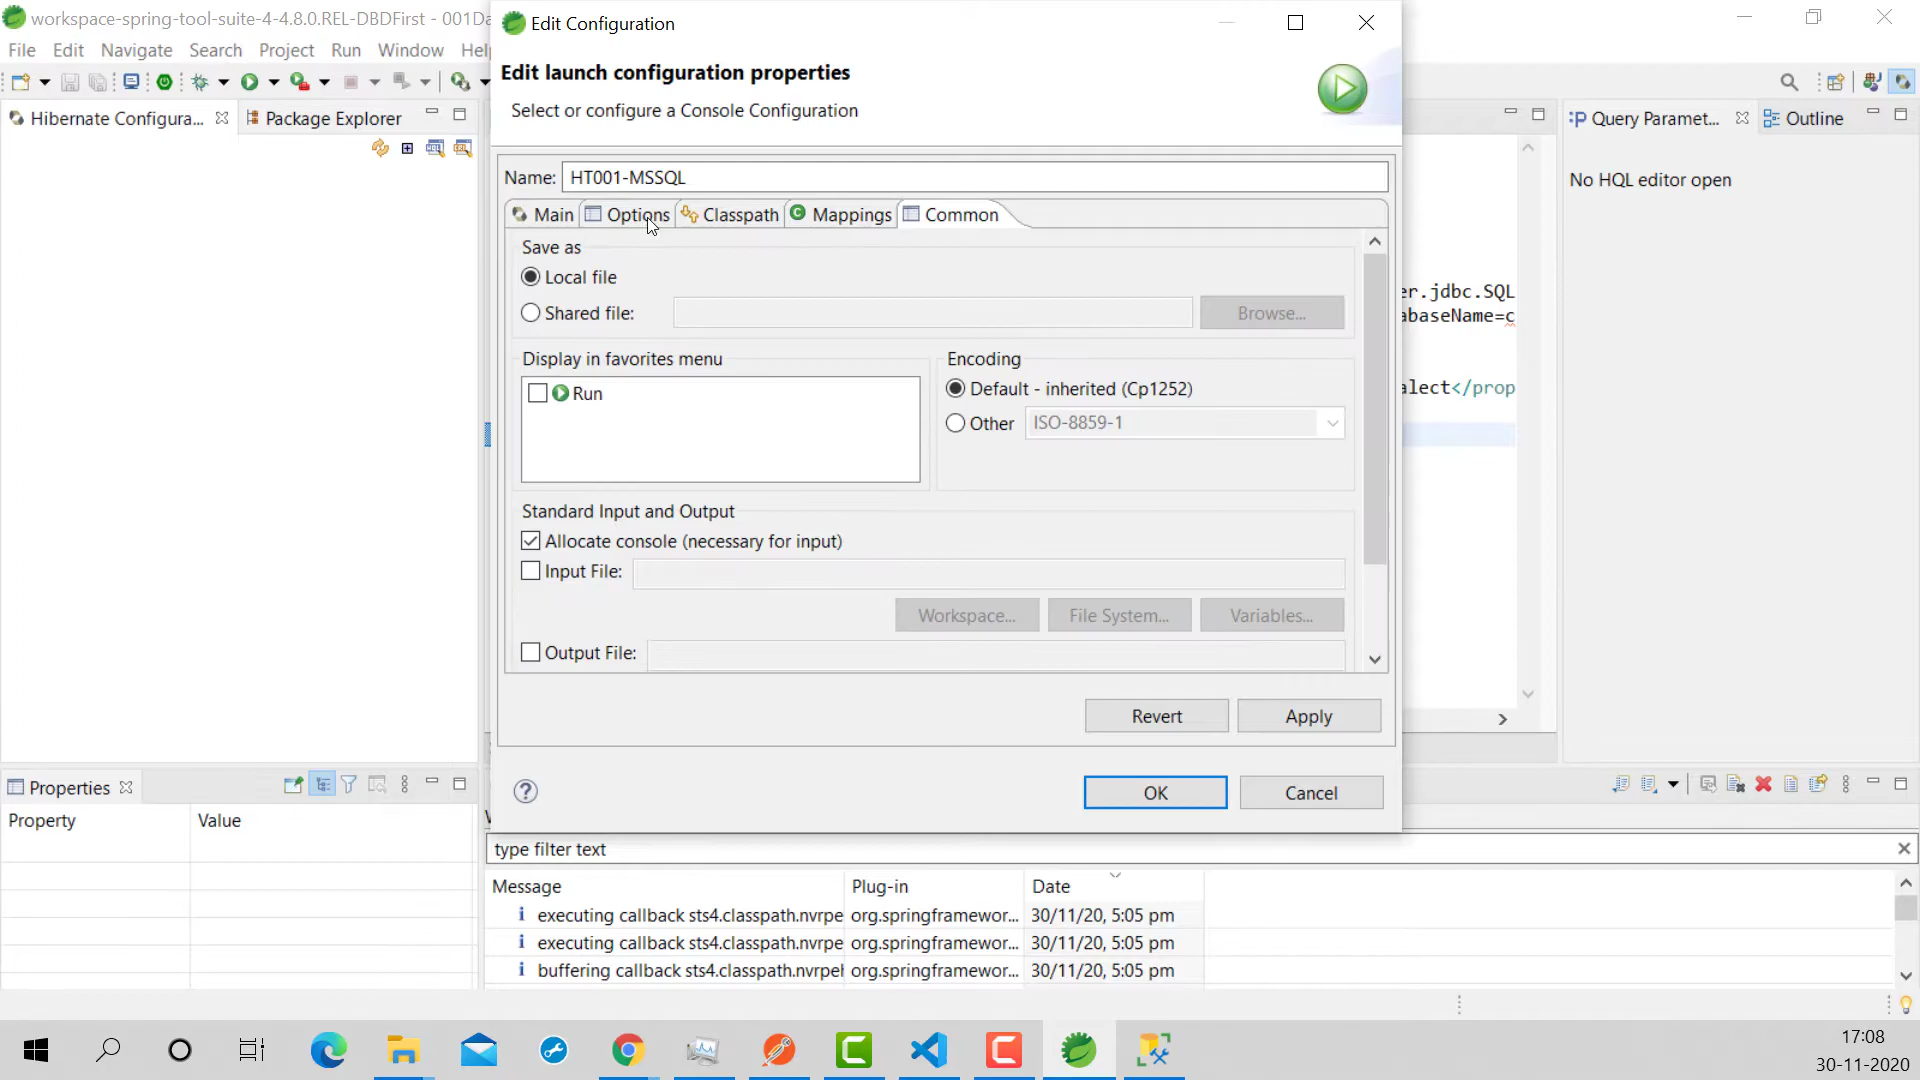 workspace-spring-tool-suite-4-4.8.0.REL-DBDFirst - 001Da
File Edit Navigate Search Project Run Window Help
Hibernate Configura...
Package Explorer
Edit Configuration
Edit launch configuration properties
Select or configure a Console Configuration
Name: HT001-MSSQL
Main Options Classpath Mappings Common
Save as
Local file
Shared file:
Browse...
Display in favorites menu
Run
Encoding
Default - inherited (Cp1252)
Other ISO-8859-1
Standard Input and Output
Allocate console (necessary for input)
Input File:
Workspace... File System... Variables...
Output File:
Revert Apply
OK Cancel
er.jdbc.SQL
abaseName=c
alect</prop
Query Paramet...
Outline
No HQL editor open
Properties
Property Value
type filter text
Message Plug-in Date
executing callback sts4.classpath.nvrpe org.springframewor... 30/11/20, 5:05 pm
executing callback sts4.classpath.nvrpe org.springframewor... 30/11/20, 5:05 pm
buffering callback sts4.classpath.nvrpe org.springframewor... 30/11/20, 5:05 pm
17:08
30-11-2020